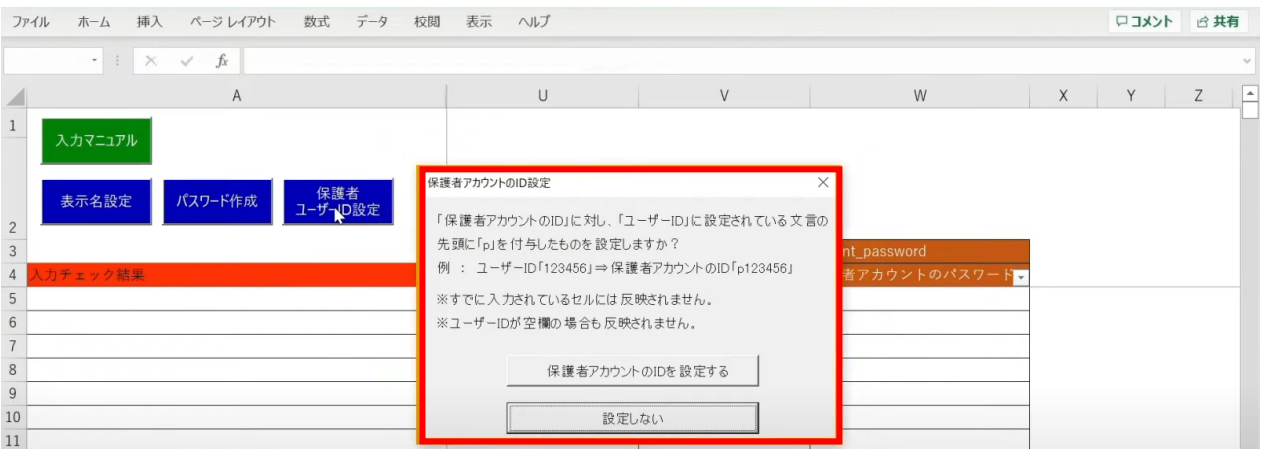 ファイル ホーム 挿入 ページ レイアウト 数式 データ 校閲 表示 ヘルプ コメント 共有
fx
A U V W X Y Z
1
入力マニュアル
表示名設定 パスワード作成 保護者
ユーザーID設定
2
保護者アカウントのID設定
「保護者アカウントのID」に対し、「ユーザーID」に設定されている文言の
先頭に「p」を付与したものを設定しますか？
例 ： ユーザーID「123456」⇒保護者アカウントのID「p123456」
※すでに入力されているセルには反映されません。
※ユーザーIDが空欄の場合も反映されません。
保護者アカウントのIDを設定する
設定しない
3 nt_password
4 入力チェック結果 者アカウントのパスワード
5
6
7
8
9
10
11